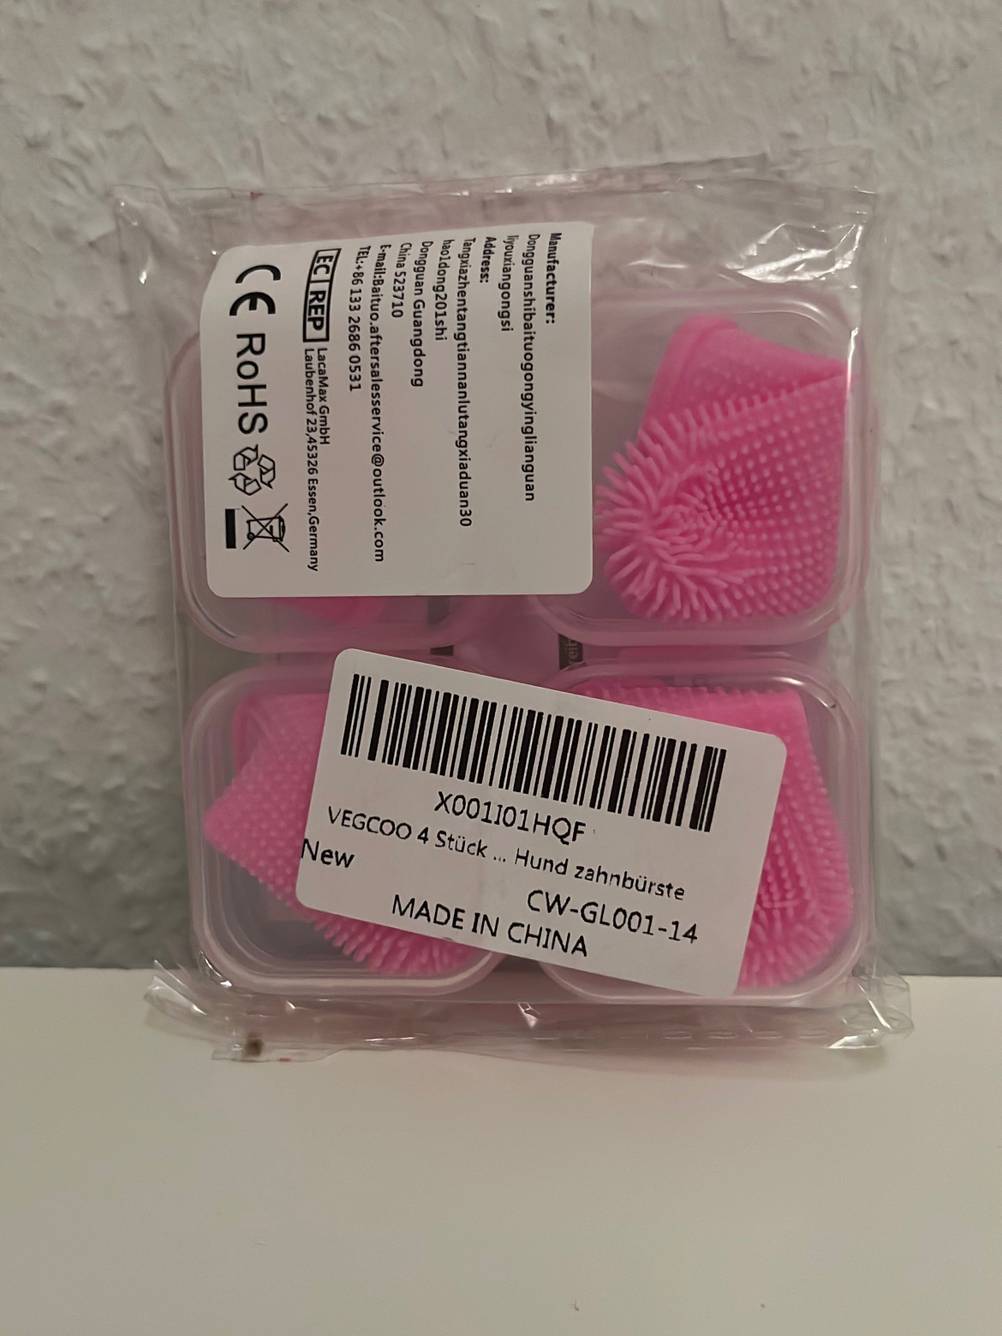 Manufacturer:
Dongguanshibaituogongyinglianguan
liyouxiangongsi
Address:
Tangxiazhentangtiannanlutangxiaduan30
hao1dong201shi
Dongguan Guangdong
China 523710
E-mail:Baituo.aftersalesservice@outlook.com
TEL:+86 133 2686 0531
EC REP
LacaMax GmbH
Laubenhof 23,45326 Essen,Germany
CE RoHS
X001I01HQF
VEGCOO 4 Stück ... Hund zahnbürste
New
CW-GL001-14
MADE IN CHINA